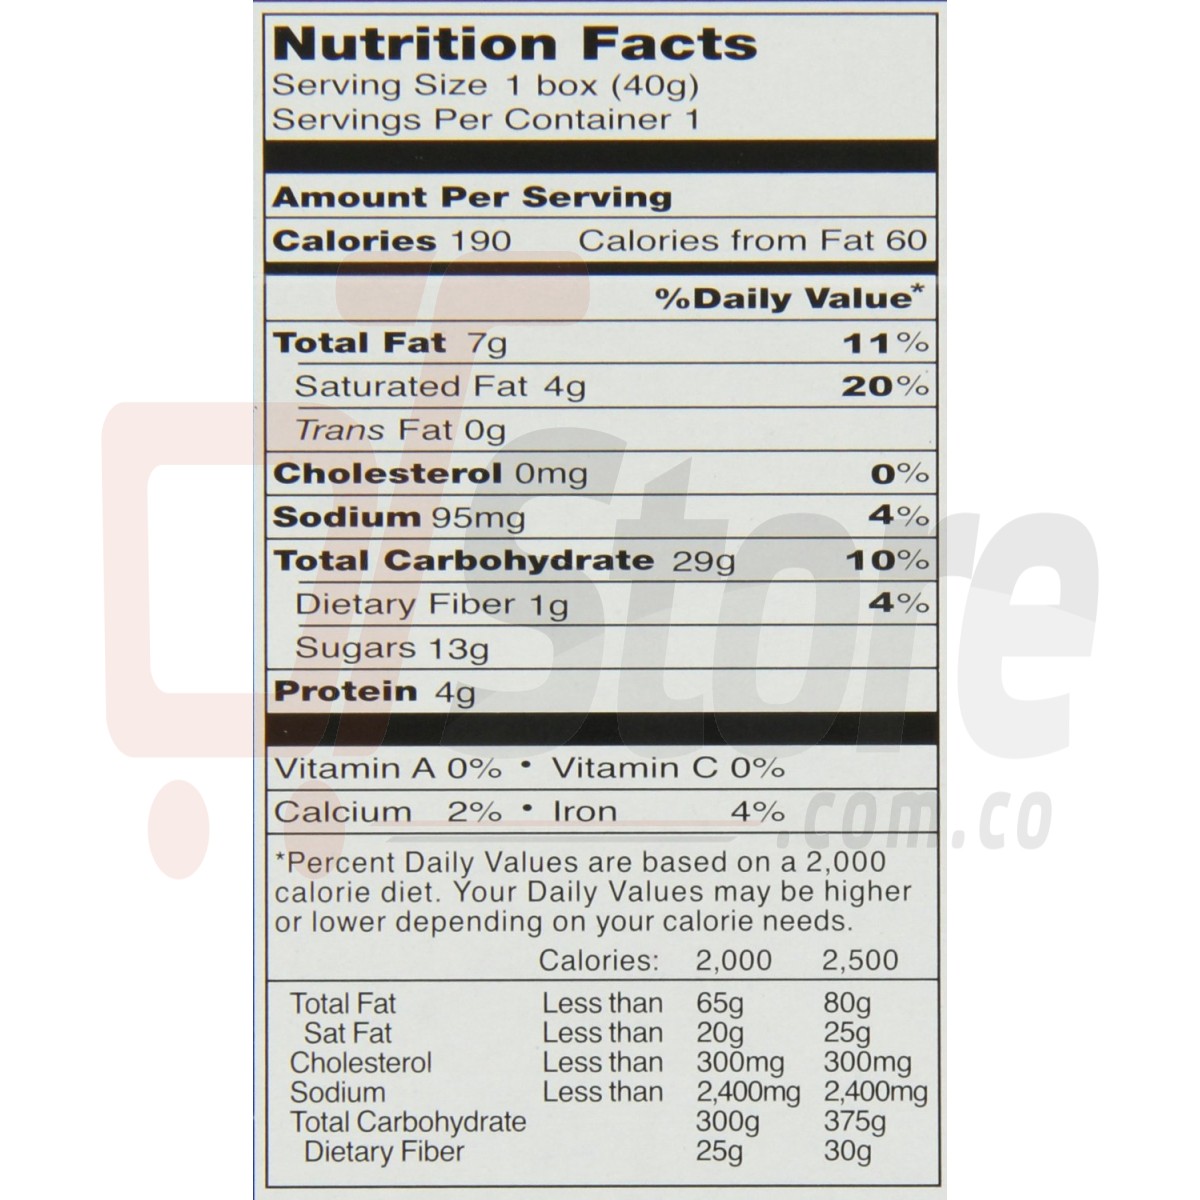 Nutrition Facts
Serving Size 1 box (40g)
Servings Per Container 1
Amount Per Serving
Calories 190 Calories from Fat 60
%Daily Value*
Total Fat 7g 11%
Saturated Fat 4g 20%
Trans Fat 0g
Cholesterol 0mg 0%
Sodium 95mg 4%
Total Carbohydrate 29g 10%
Dietary Fiber 1g 4%
Sugars 13g
Protein 4g
Vitamin A 0% • Vitamin C 0%
Calcium 2% • Iron 4%
*Percent Daily Values are based on a 2,000
calorie diet. Your Daily Values may be higher
or lower depending on your calorie needs.
Calories: 2,000 2,500
Total Fat Less than 65g 80g
Sat Fat Less than 20g 25g
Cholesterol Less than 300mg 300mg
Sodium Less than 2,400mg 2,400mg
Total Carbohydrate 300g 375g
Dietary Fiber 25g 30g
Store
.com.co